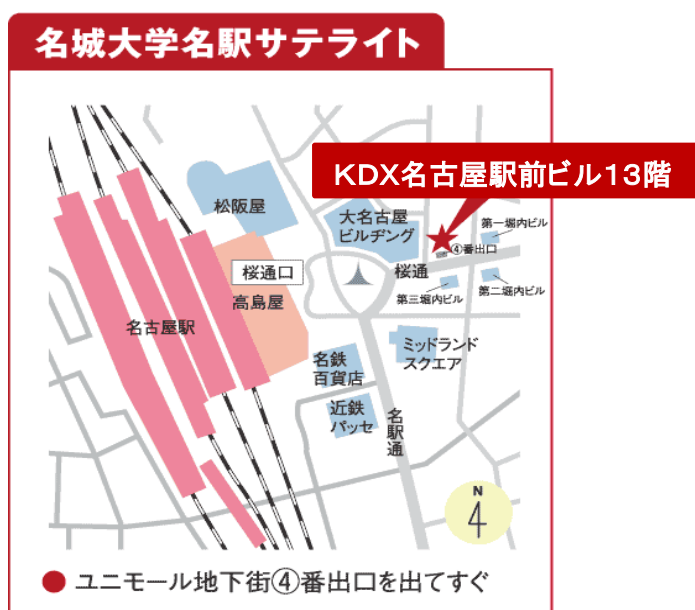 名城大学名駅サテライト
KDX名古屋駅前ビル13階
松阪屋
大名古屋
ビルヂング
第一堀内ビル
④番出口
桜通口
桜通
高島屋
第三堀内ビル
第二堀内ビル
名古屋駅
ミッドランド
スクエア
名鉄
百貨店
近鉄
パッセ
名駅通
N
● ユニモール地下街④番出口を出てすぐ